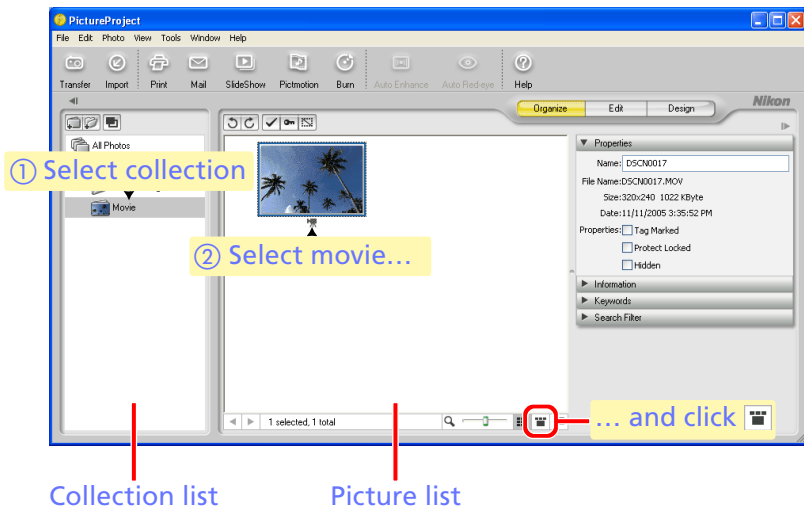 PictureProject
File Edit Photo View Tools Window Help
Transfer Import Print Mail SlideShow Pictmotion Burn Auto Enhance Auto Red-eye Help
Organize Edit Design Nikon
All Photos
① Select collection
Movie
② Select movie…
Properties
Name: DSCN0017
File Name:DSCN0017.MOV
Size:320x240 1022 KByte
Date:11/11/2005 3:35:52 PM
Properties: Tag Marked
Protect Locked
Hidden
Information
Keywords
Search Filter
1 selected, 1 total
… and click
Collection list
Picture list